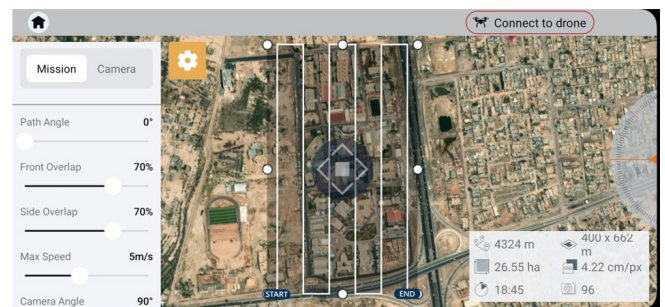 Connect to drone
Mission Camera
Path Angle 0°
Front Overlap 70%
Side Overlap 70%
Max Speed 5m/s
Camera Angle 90°
START
END
4324 m
400 x 662 m
26.55 ha
4.22 cm/px
18:45
96